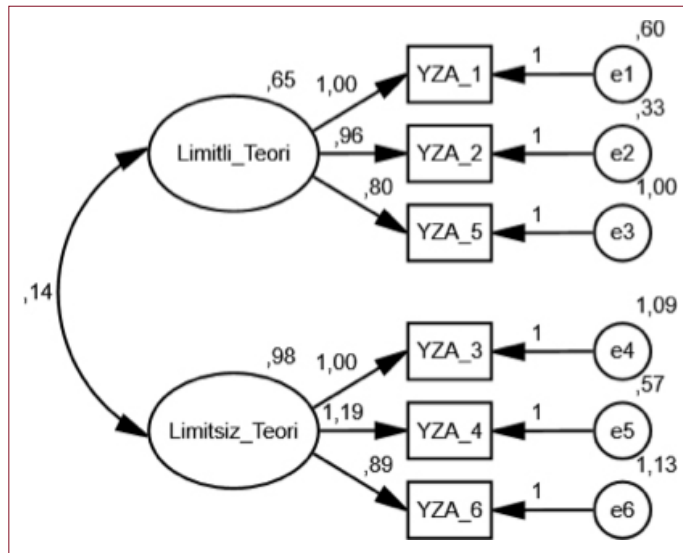 ,60
,65 1,00 YZA_1 1 e1
,33
Limitli_Teori ,96 YZA_2 1 e2
1,00
,80 YZA_5 1 e3
,14
1,09
,98 1,00 YZA_3 1 e4
,57
Limitsiz_Teori 1,19 YZA_4 1 e5
1,13
,89 YZA_6 1 e6